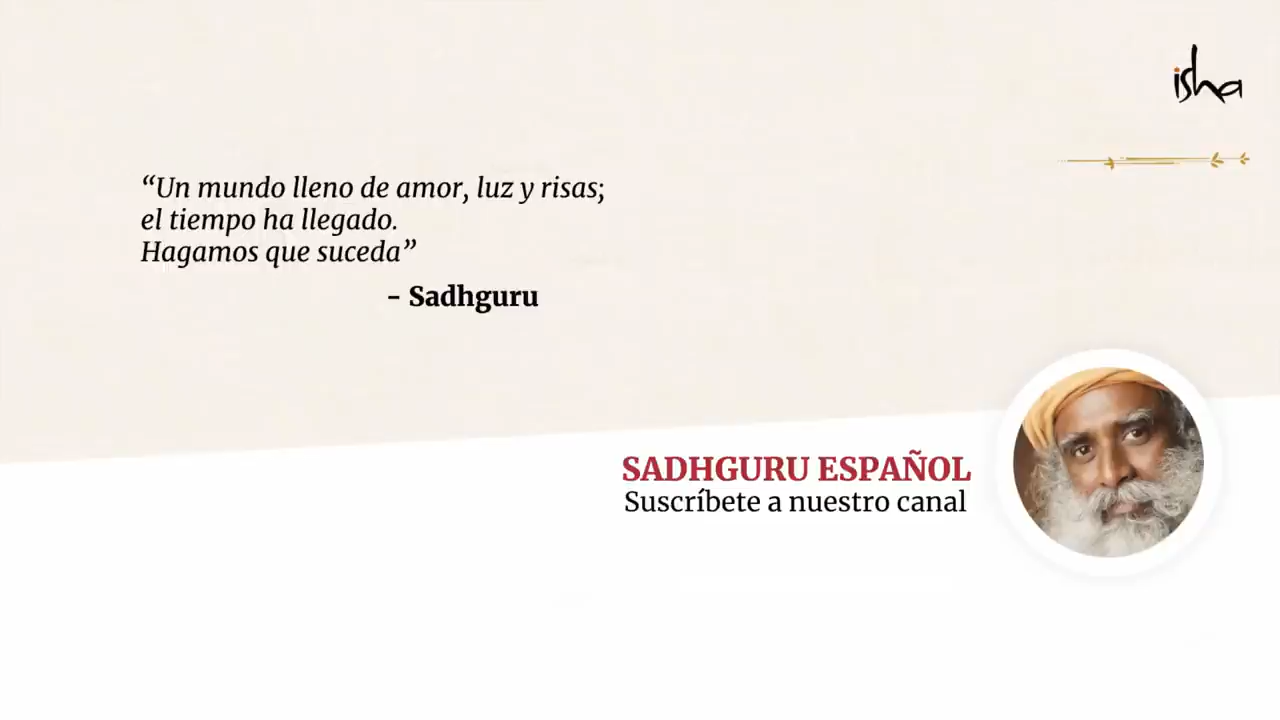 isha
“Un mundo lleno de amor, luz y risas;
el tiempo ha llegado.
Hagamos que suceda”
- Sadhguru
SADHGURU ESPAÑOL
Suscríbete a nuestro canal